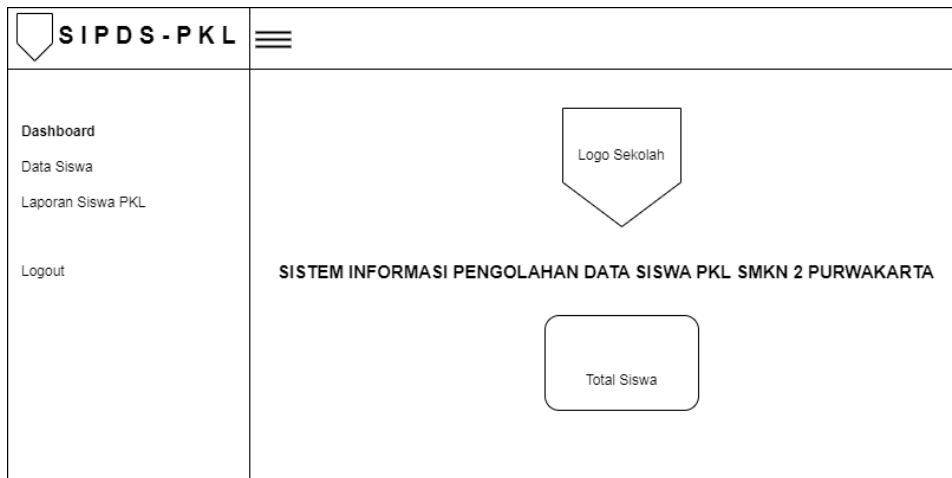 SIPDS-PKL
Dashboard
Data Siswa
Laporan Siswa PKL
Logout
Logo Sekolah
SISTEM INFORMASI PENGOLAHAN DATA SISWA PKL SMKN 2 PURWAKARTA
Total Siswa